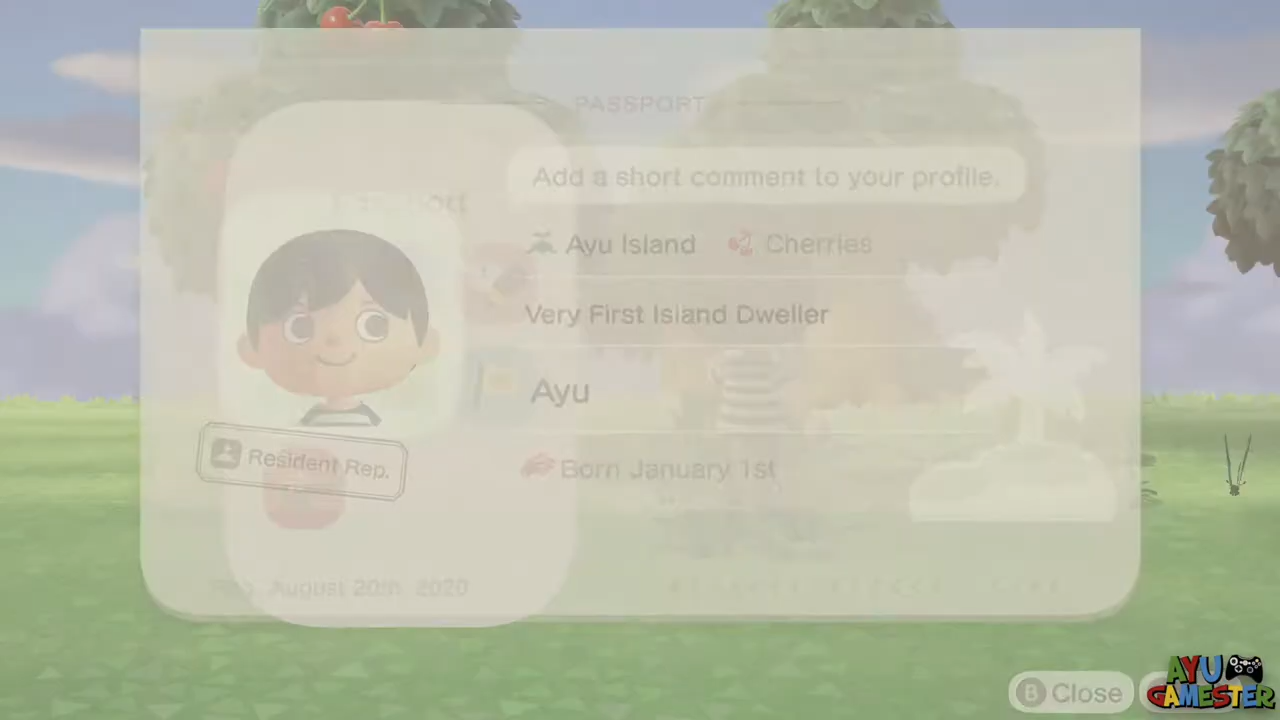 PASSPORT
Add a short comment to your profile.
Ayu Island Cherries
Very First Island Dweller
Ayu
Resident Rep.
Born January 1st
August 20th, 2020
B Close
AYU
GAMESTER